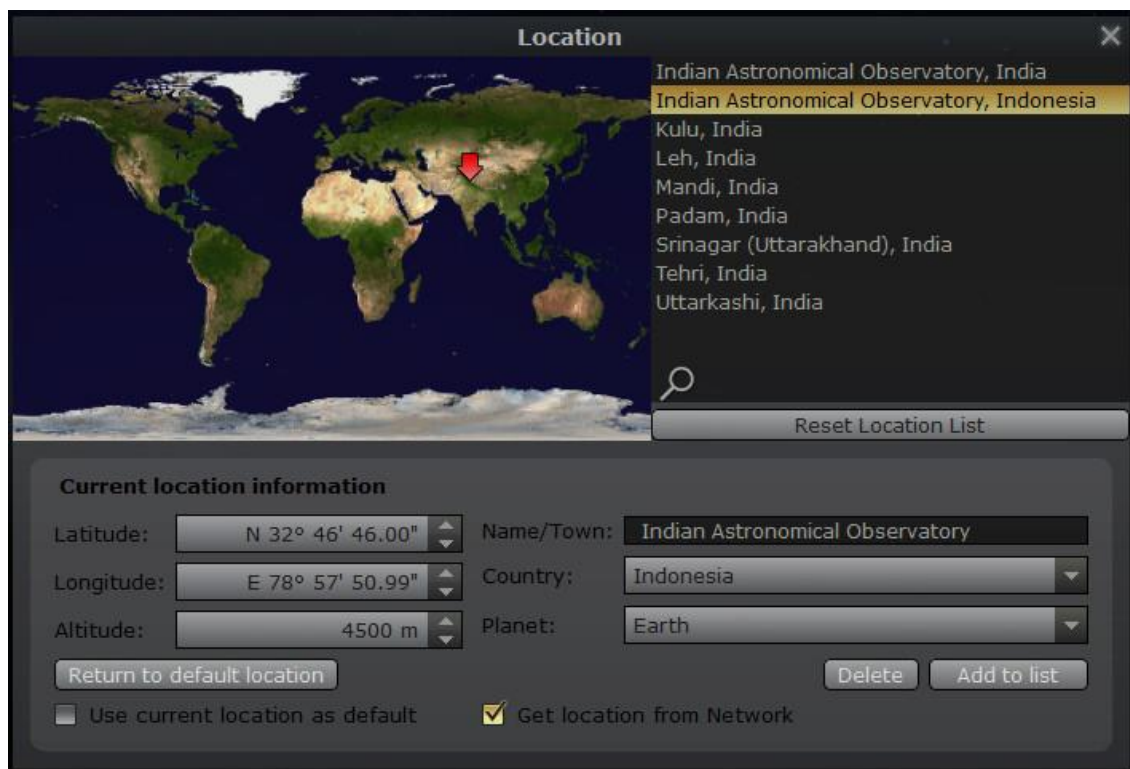 Location
Indian Astronomical Observatory, India
Indian Astronomical Observatory, Indonesia
Kulu, India
Leh, India
Mandi, India
Padam, India
Srinagar (Uttarakhand), India
Tehri, India
Uttarkashi, India
Reset Location List
Current location information
Latitude: N 32° 46' 46.00" Name/Town: Indian Astronomical Observatory
Longitude: E 78° 57' 50.99" Country: Indonesia
Altitude: 4500 m Planet: Earth
Return to default location Delete Add to list
Use current location as default Get location from Network